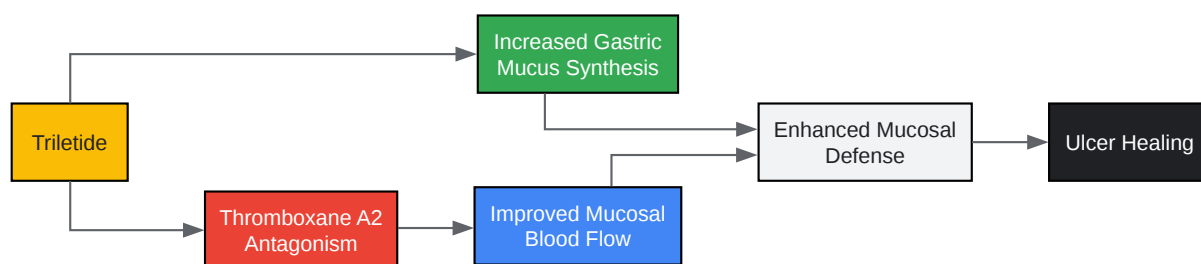 Increased Gastric
Mucus Synthesis
Triletide
Enhanced Mucosal
Defense
Ulcer Healing
Thromboxane A2
Antagonism
Improved Mucosal
Blood Flow